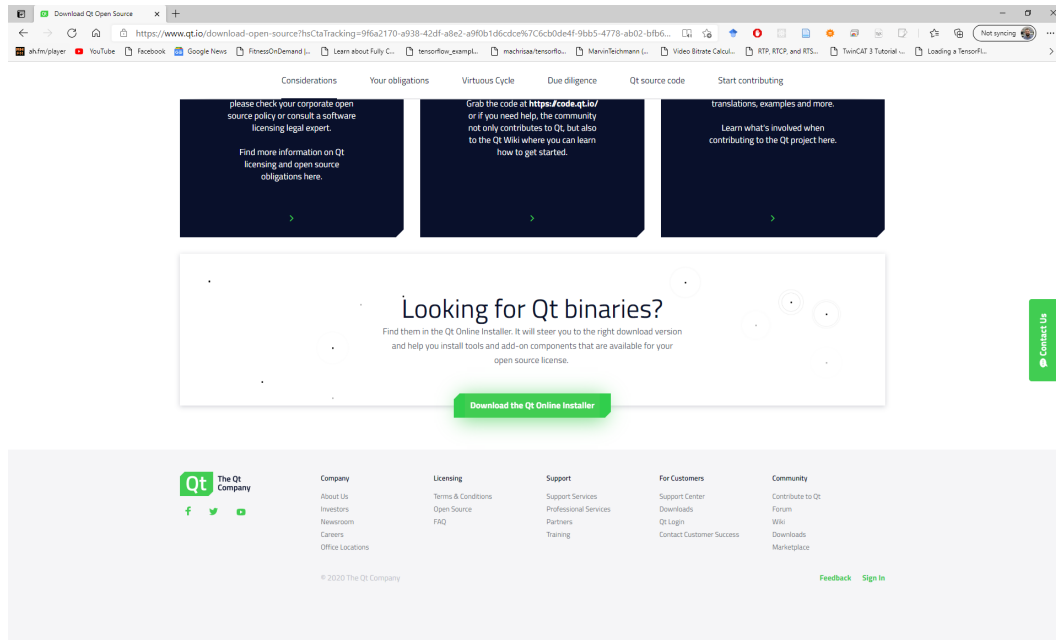 Download Qt Open Source
https://www.qt.io/download-open-source?hsCtaTracking=9f6a2170-a938-42df-a8e2-a9f0b1d6cdce%7C6cb0de4f-9bb5-4778-ab02-bfb6...
Not syncing
ah.fm/player YouTube Facebook Google News FitnessOnDemand |... Learn about Fully C... tensorflow_exampl... machrisaa/tensorflo... MarvinTeichmann (... Video Bitrate Calcul... RTP, RTCP, and RTS... TwinCAT 3 Tutorial -... Loading a TensorFl...
Considerations Your obligations Virtuous Cycle Due diligence Qt source code Start contributing
please check your corporate open
source policy or consult a software
licensing legal expert.
Find more information on Qt
licensing and open source
obligations here.
Grab the code at https://code.qt.io/
or if you need help, the community
not only contributes to Qt, but also
to the Qt Wiki where you can learn
how to get started.
translations, examples and more.
Learn what's involved when
contributing to the Qt project here.
Looking for Qt binaries?
Find them in the Qt Online Installer. It will steer you to the right download version
and help you install tools and add-on components that are available for your
open source license.
Download the Qt Online Installer
Contact Us
Qt The Qt
Company
Company
About Us
Investors
Newsroom
Careers
Office Locations
Licensing
Terms & Conditions
Open Source
FAQ
Support
Support Services
Professional Services
Partners
Training
For Customers
Support Center
Downloads
Qt Login
Contact Customer Success
Community
Contribute to Qt
Forum
Wiki
Downloads
Marketplace
© 2020 The Qt Company
Feedback Sign In